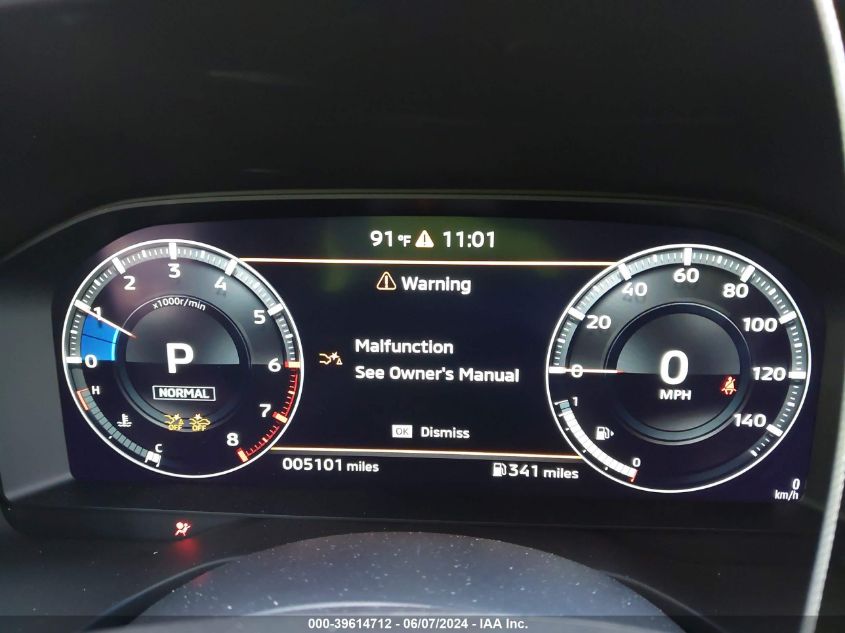 91°F 11:01
Warning
Malfunction
See Owner's Manual
OK Dismiss
005101 miles
341 miles
0 1 2 3 4 5 6 7 8
x1000r/min
P
NORMAL
H
C
OFF OFF
0 20 40 60 80 100 120 140
0
MPH
1
0
0
km/h
000-39614712 - 06/07/2024 - IAA Inc.